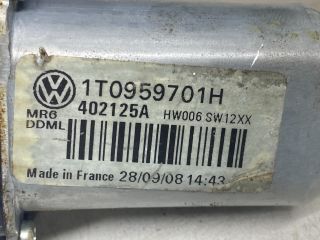 1T0959701H
MR6 402125A HW006 SW12XX
DDML
Made in France 28/09/08 14:43